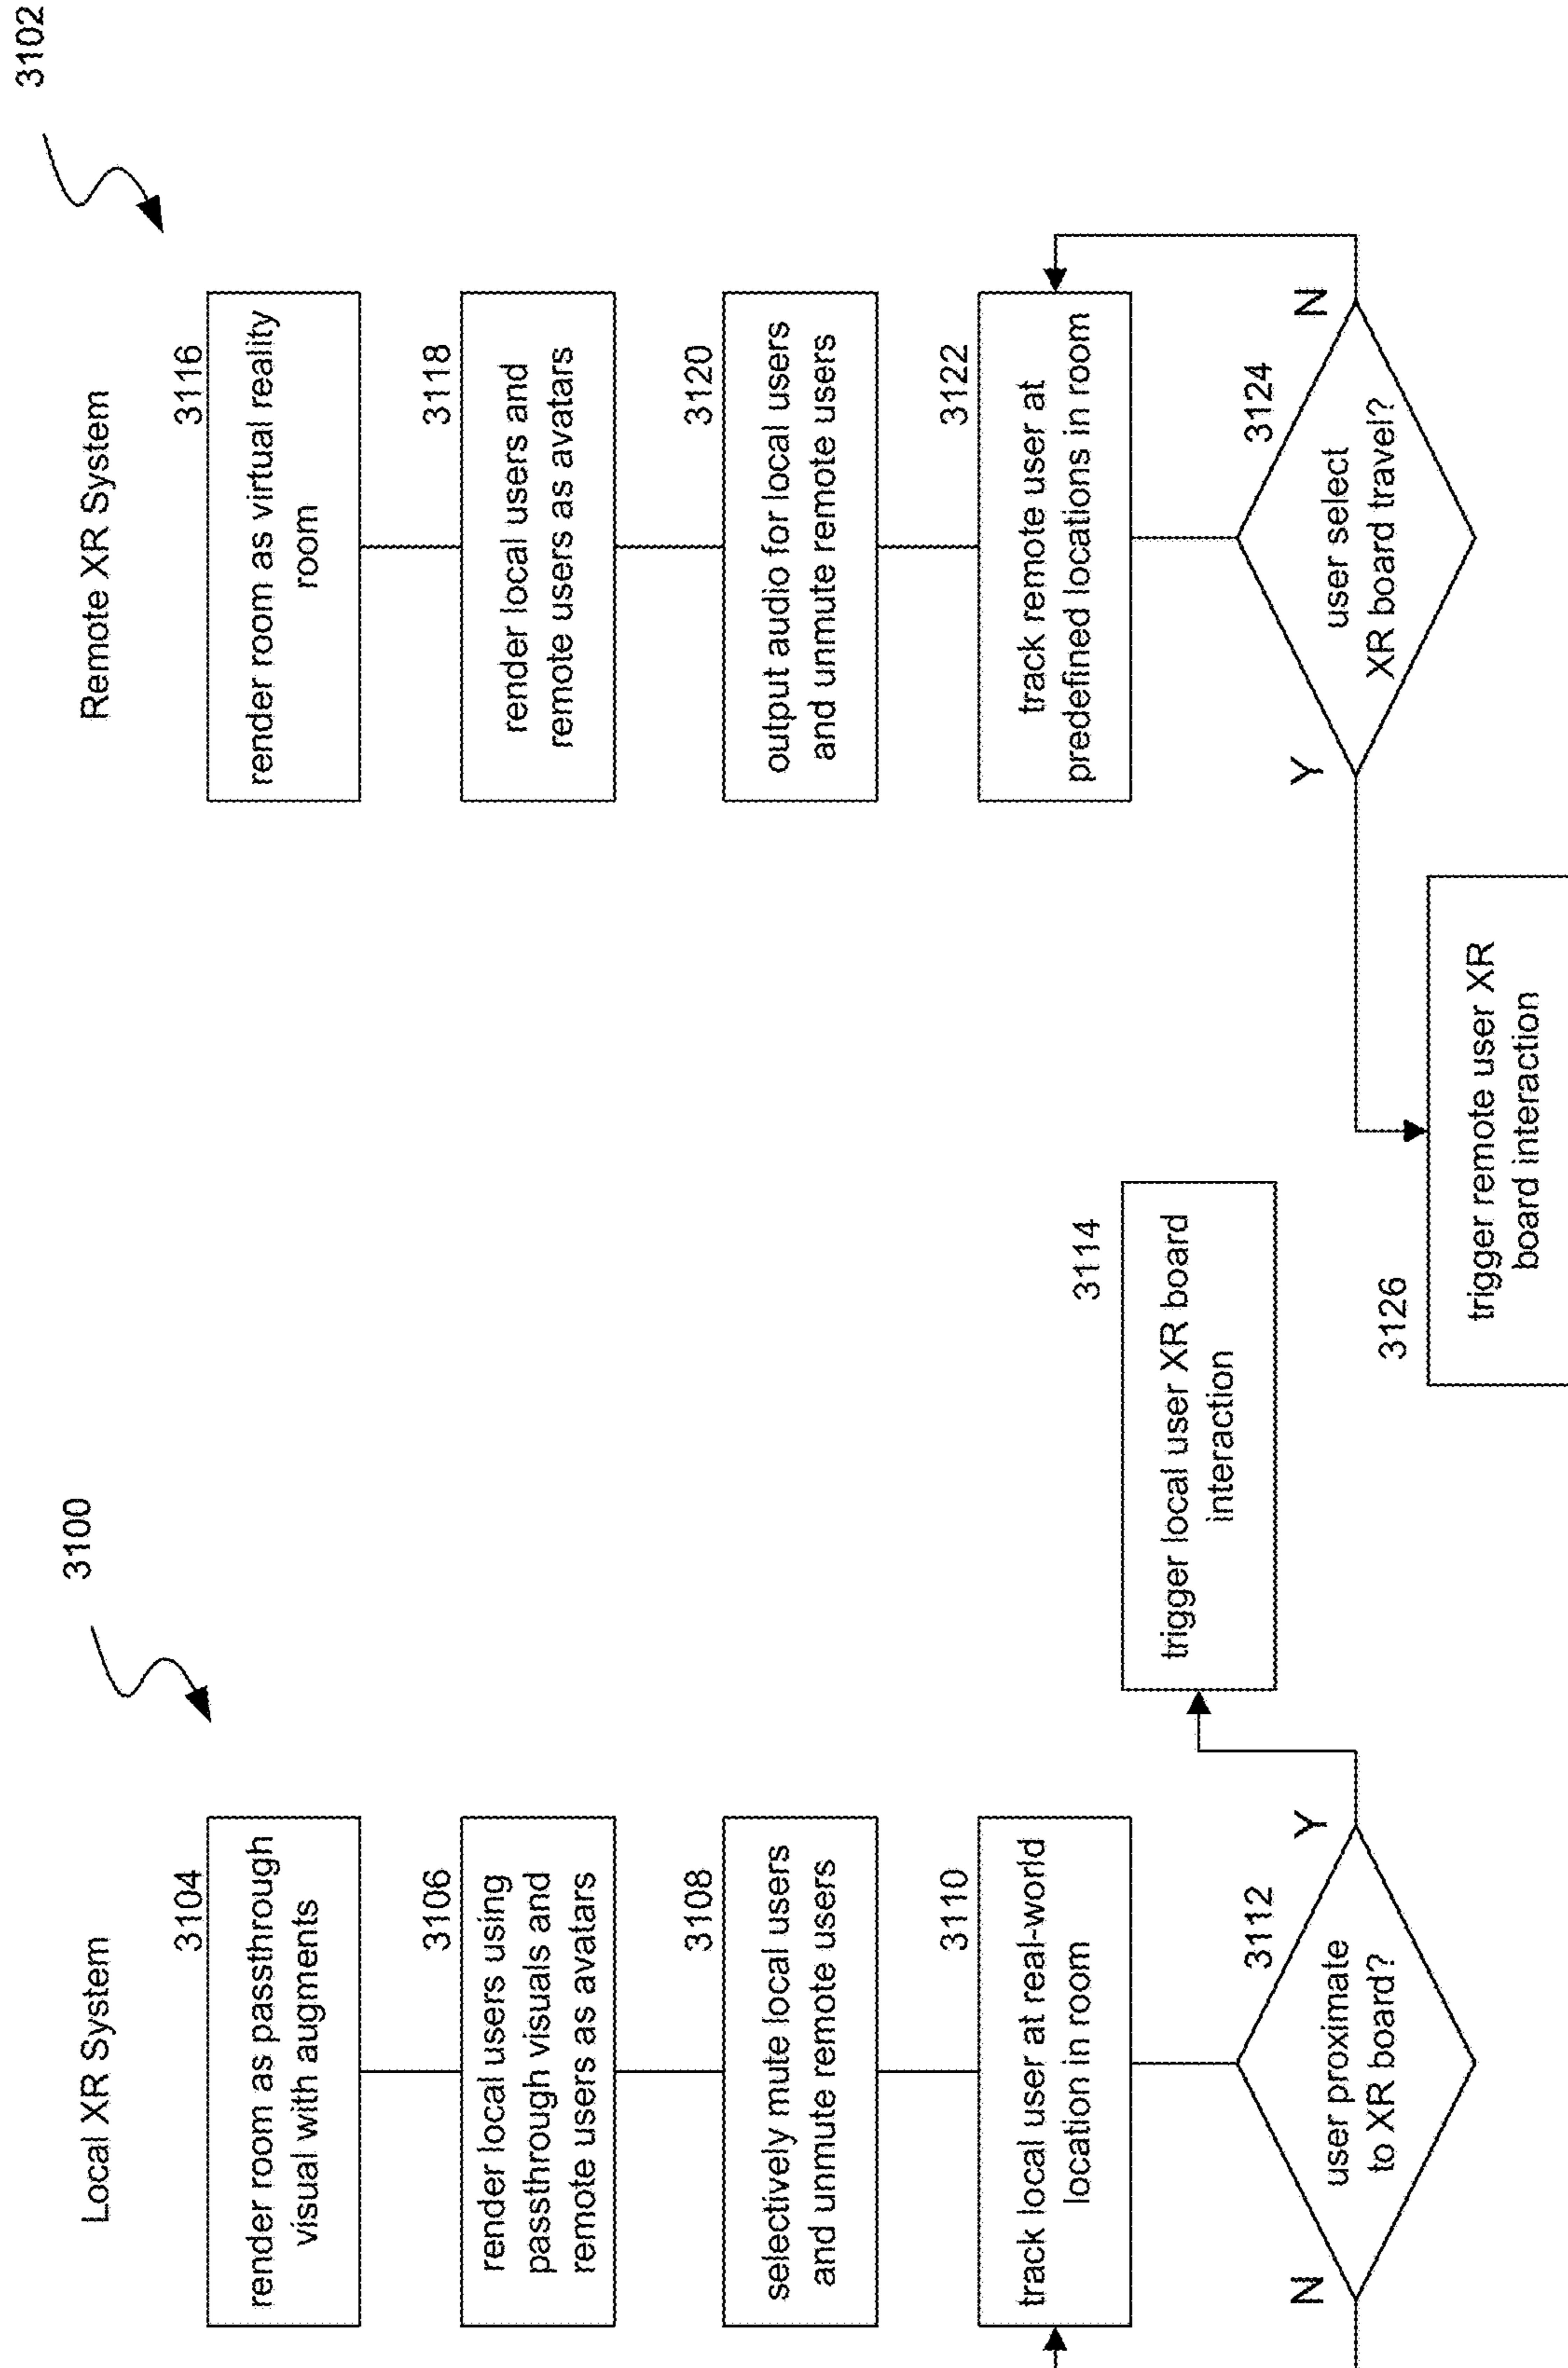 Local XR System
3100
3104
render room as passthrough
visual with augments
3106
render local users using
passthrough visuals and
remote users as avatars
3108
selectively mute local users
and unmute remote users
3110
track local user at real-world
location in room
3112
user proximate
to XR board?
N
Y
3114
trigger local user XR board
interaction
Remote XR System
3102
3116
render room as virtual reality
room
3118
render local users and
remote users as avatars
3120
output audio for local users
and unmute remote users
3122
track remote user at
predefined locations in room
3124
user select
XR board travel?
Y
N
3126
trigger remote user XR
board interaction